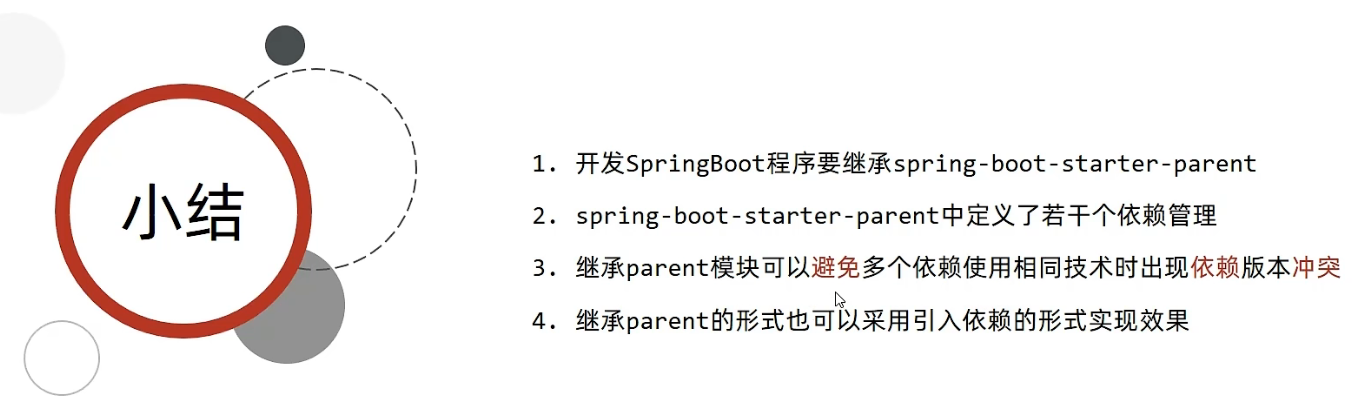 小结
1. 开发SpringBoot程序要继承spring-boot-starter-parent
2. spring-boot-starter-parent中定义了若干个依赖管理
3. 继承parent模块可以避免多个依赖使用相同技术时出现依赖版本冲突
4. 继承parent的形式也可以采用引入依赖的形式实现效果